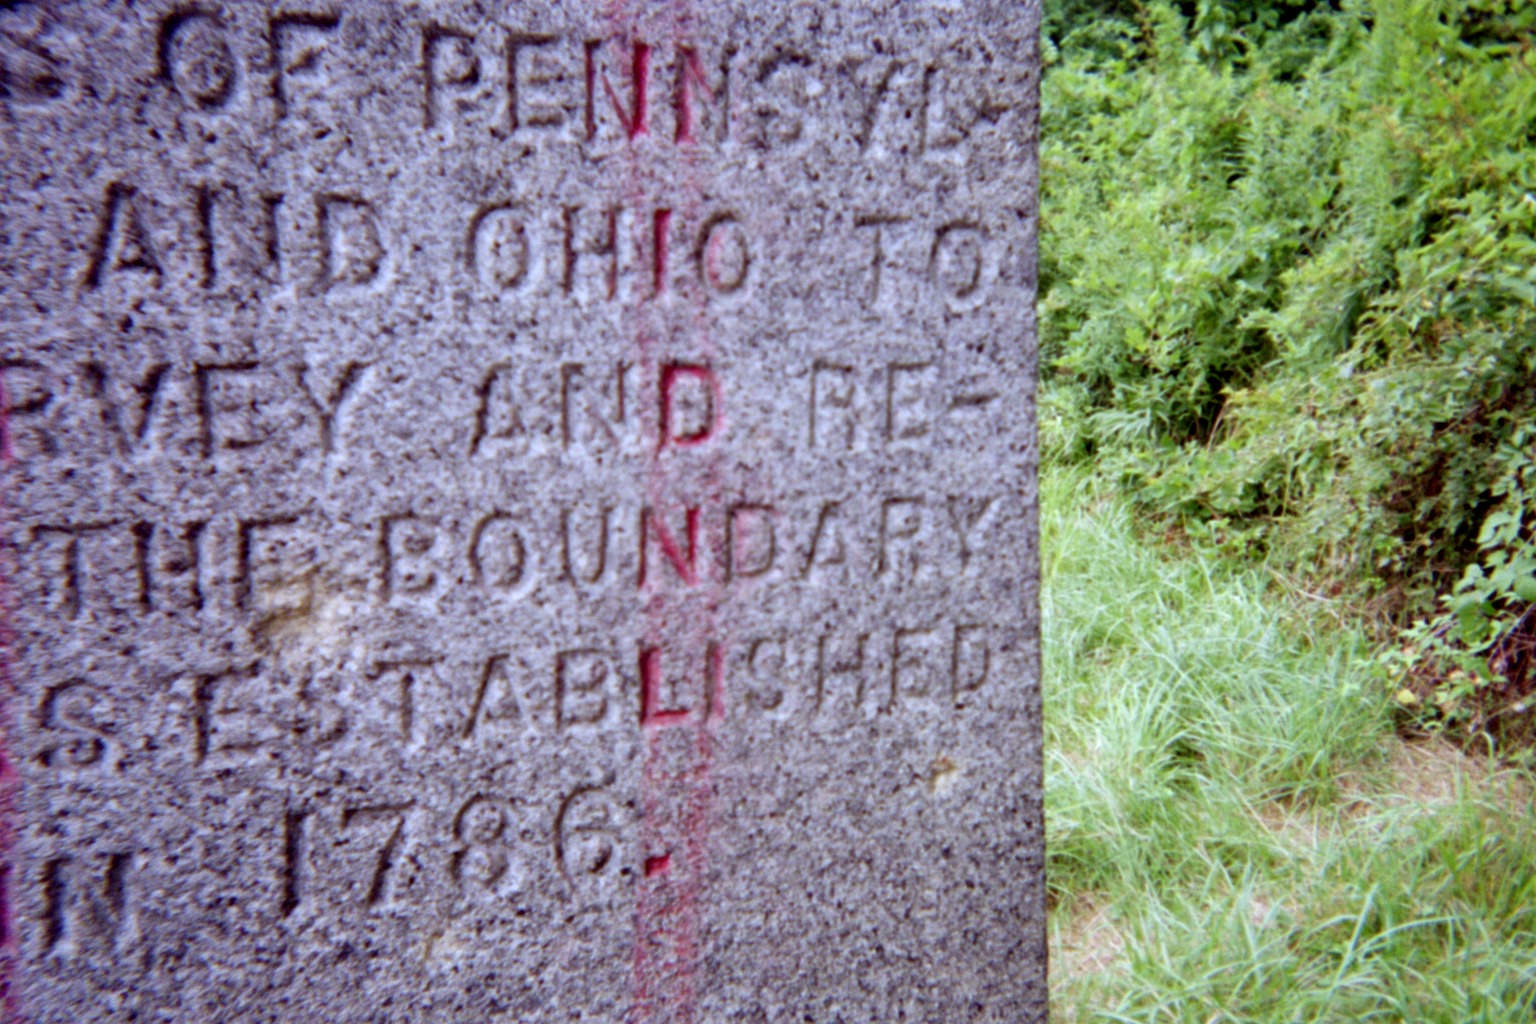 S OF PENNSYL-
AND OHIO TO
RVEY AND RE-
THE BOUNDARY
S ESTABLISHED
IN 1786.